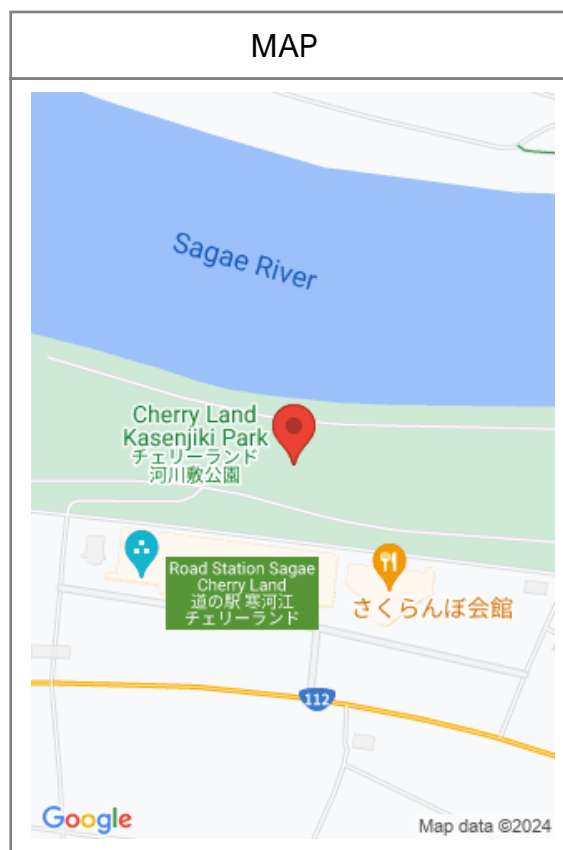 MAP
Sagae River
Cherry Land
Kasenjiki Park
チェリーランド
河川敷公園
Road Station Sagae
Cherry Land
道の駅 寒河江
チェリーランド
さくらんぼ会館
112
Google
Map data ©2024